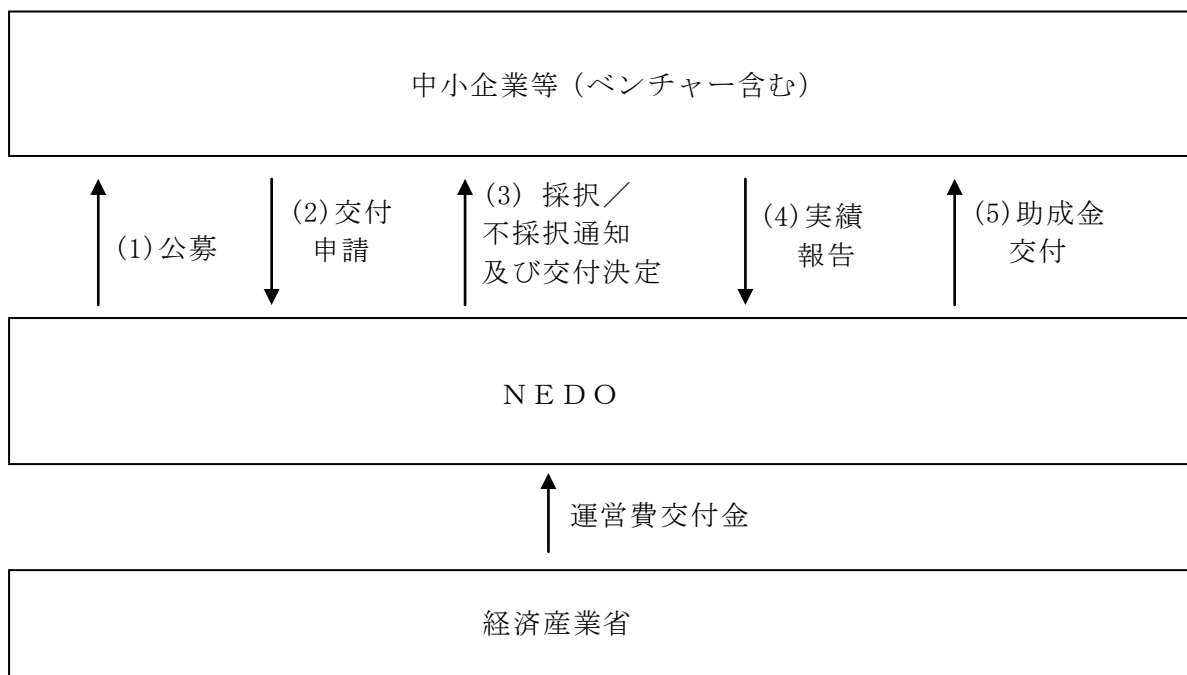 中小企業等（ベンチャー含む）
(1)公募
(2)交付
申請
(3) 採択／
不採択通知
及び交付決定
(4)実績
報告
(5)助成金
交付
ＮＥＤＯ
運営費交付金
経済産業省